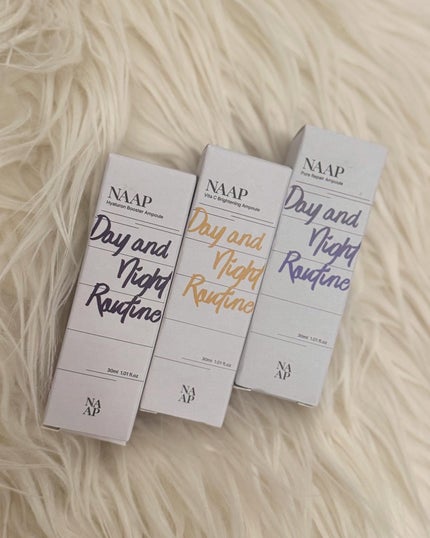 NAAP
Hyaluron Booster Ampoule
Day and
Night
Routine
30ml 1.01 fl.oz
NA
AP
NAAP
Vita C Brightening Ampoule
Day and
Night
Routine
30ml 1.01 fl.oz
NA
AP
NAAP
Pore Repair Ampoule
Day and
Night
Routine
30ml 1.01 fl.oz
NA
AP